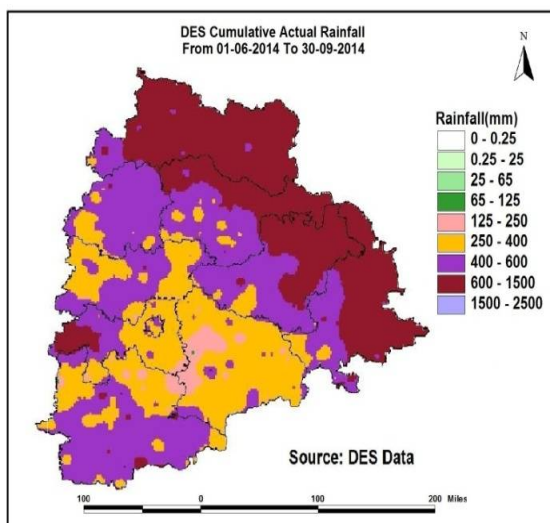 DES Cumulative Actual Rainfall
From 01-06-2014 To 30-09-2014
N
Rainfall(mm)
0 - 0.25
0.25 - 25
25 - 65
65 - 125
125 - 250
250 - 400
400 - 600
600 - 1500
1500 - 2500
Source: DES Data
100 0 100 200 Miles